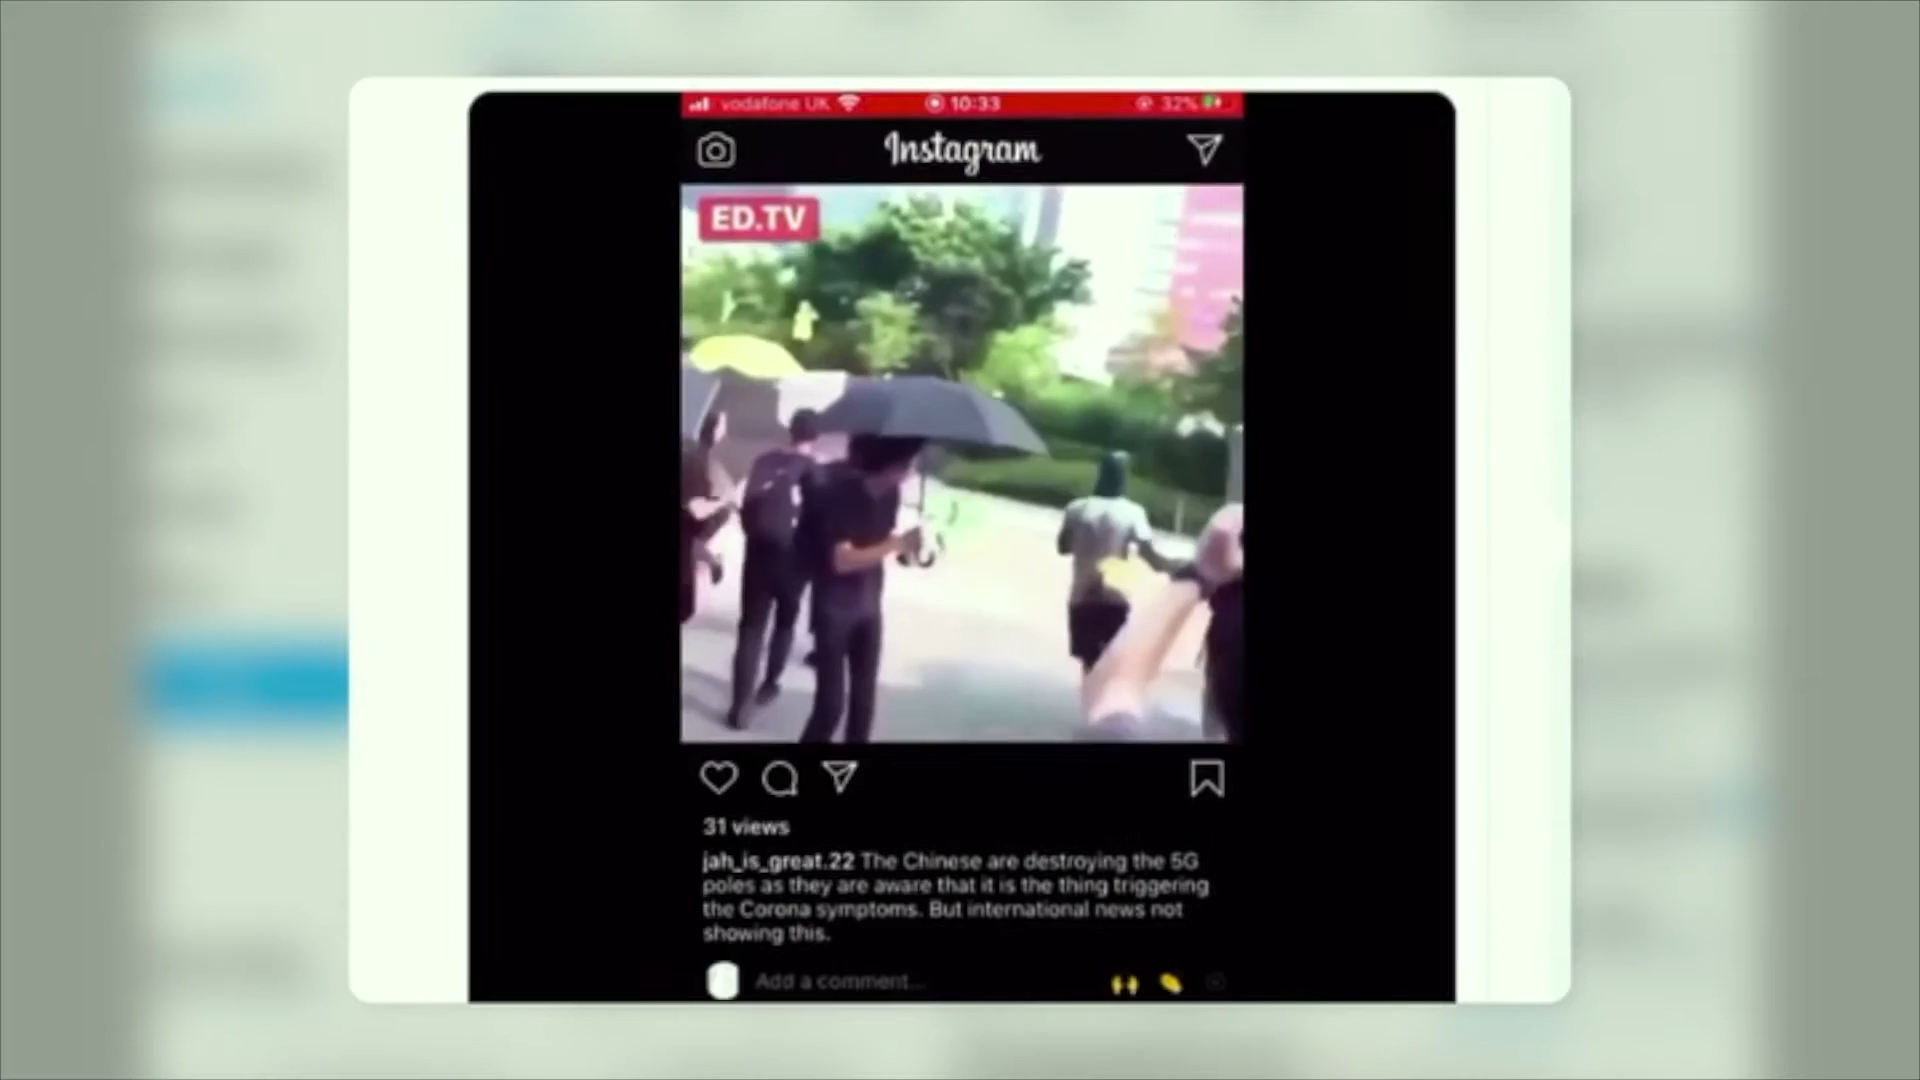 vodafone UK 10:33 32%
Instagram
ED.TV
31 views
jah_is_great.22 The Chinese are destroying the 5G
poles as they are aware that it is the thing triggering
the Corona symptoms. But international news not
showing this.
Add a comment...